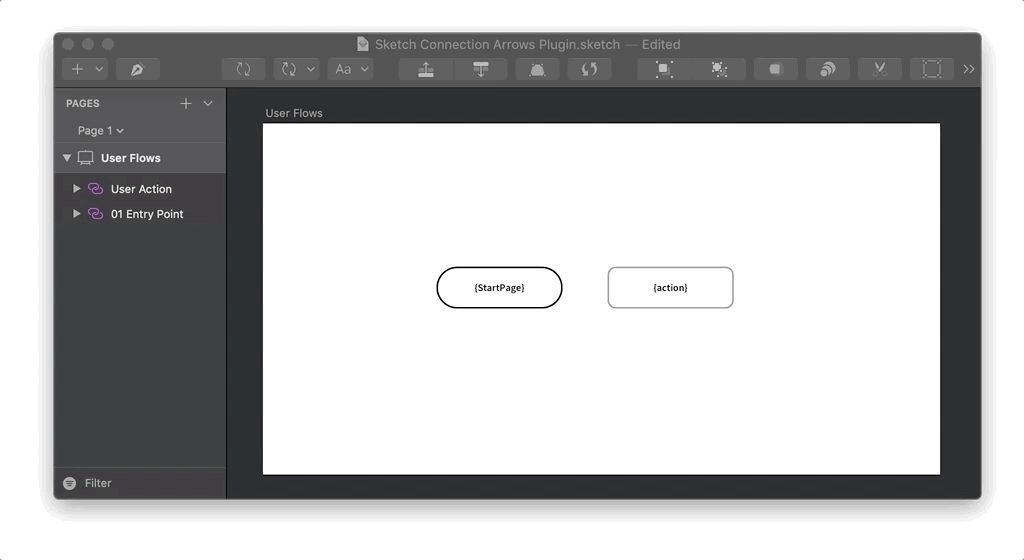 Sketch Connection Arrows Plugin.sketch — Edited
Aa
PAGES
Page 1
User Flows
User Action
01 Entry Point
Filter
User Flows
{StartPage}
{action}